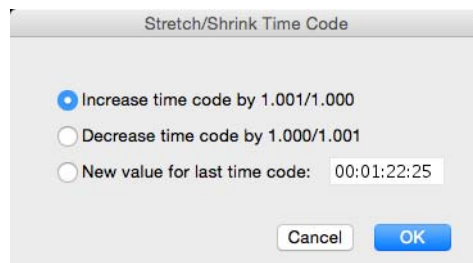 Stretch/Shrink Time Code
Increase time code by 1.001/1.000
Decrease time code by 1.000/1.001
New value for last time code: 00:01:22:25
Cancel OK